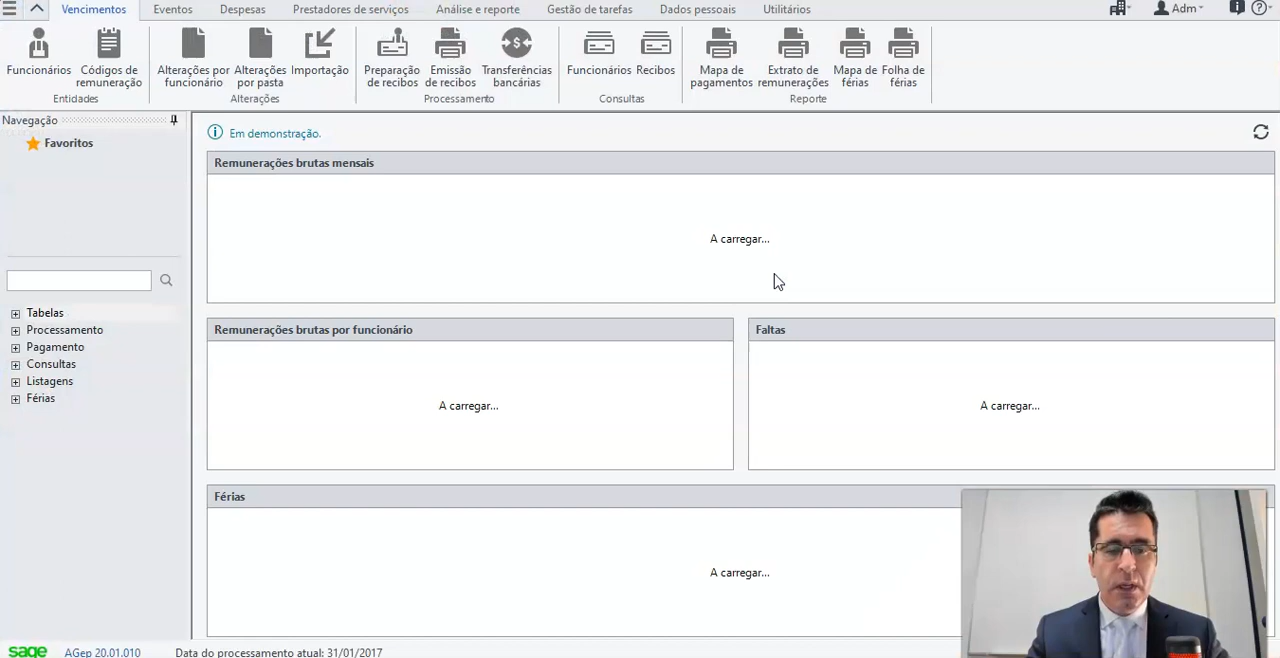 Vencimentos Eventos Despesas Prestadores de serviços Análise e reporte Gestão de tarefas Dados pessoais Utilitários Adm
Funcionários Códigos de remuneração Alterações por funcionário Alterações por pasta Importação Preparação de recibos Emissão de recibos Transferências bancárias Funcionários Recibos Mapa de pagamentos Extrato de remunerações Mapa de férias Folha de férias
Entidades Alterações Processamento Consultas Reporte
Navegação
Favoritos
Tabelas
Processamento
Pagamento
Consultas
Listagens
Férias
Em demonstração.
Remunerações brutas mensais
A carregar...
Remunerações brutas por funcionário
A carregar...
Faltas
A carregar...
Férias
A carregar...
sage AGep 20.01.010 Data do processamento atual: 31/01/2017